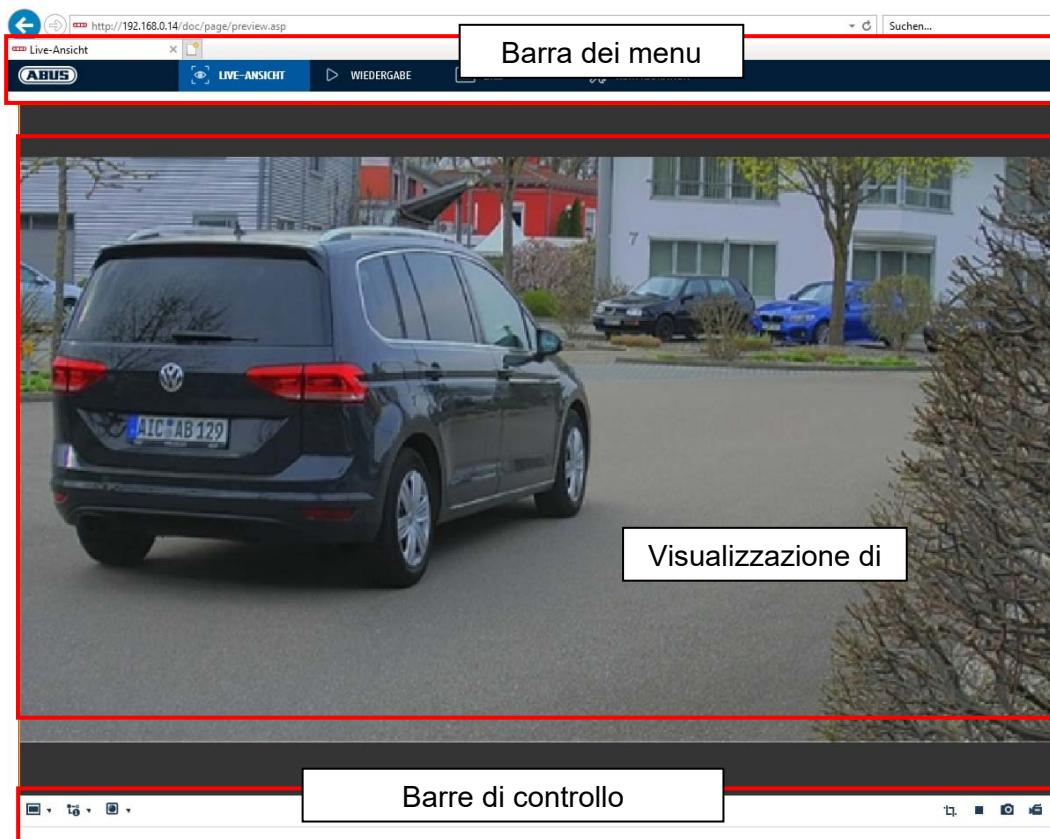 http://192.168.0.14/doc/page/preview.asp
Suchen...
Live-Ansicht
Barra dei menu
ABUS
LIVE-ANSICHT
WIEDERGABE
7
AIC AB 129
Visualizzazione di
Barre di controllo